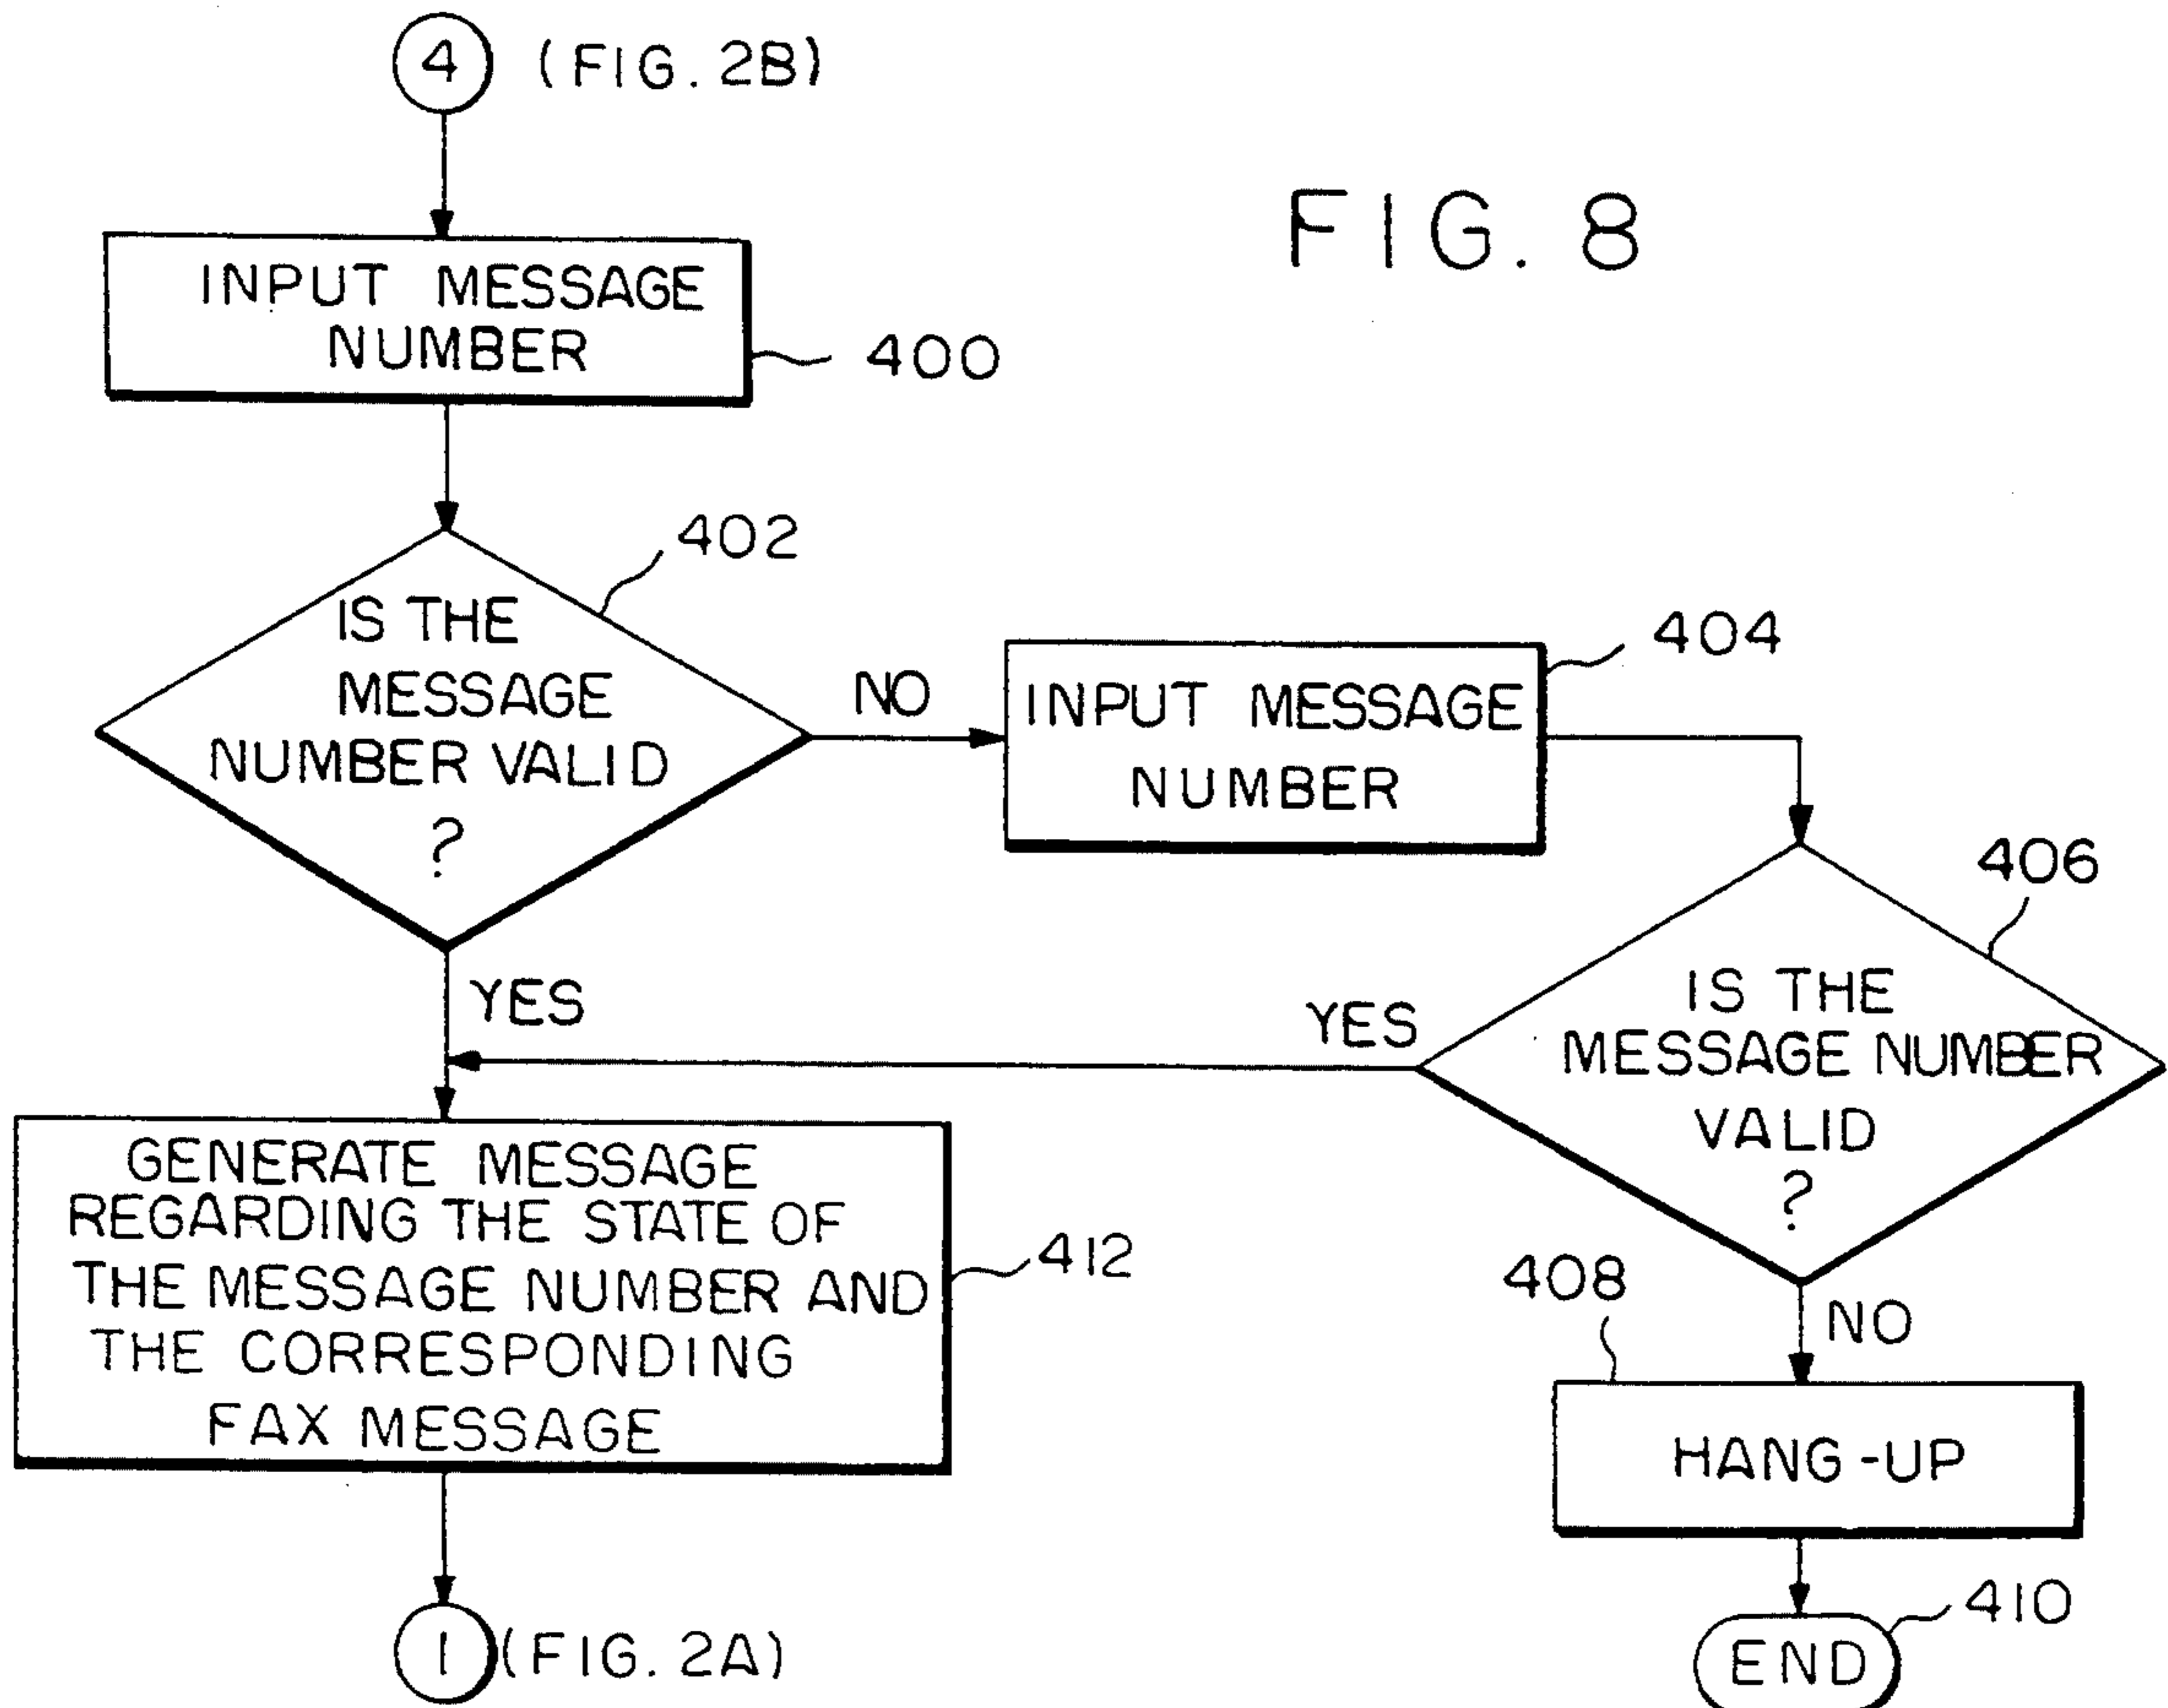 4 (FIG. 2B)
FIG. 8
INPUT MESSAGE
NUMBER
400
402
IS THE
MESSAGE
NUMBER VALID
?
NO
404
INPUT MESSAGE
NUMBER
406
IS THE
MESSAGE NUMBER
VALID
?
YES
YES
GENERATE MESSAGE
REGARDING THE STATE OF
THE MESSAGE NUMBER AND
THE CORRESPONDING
FAX MESSAGE
412
NO
408
HANG-UP
410
END
1 (FIG. 2A)